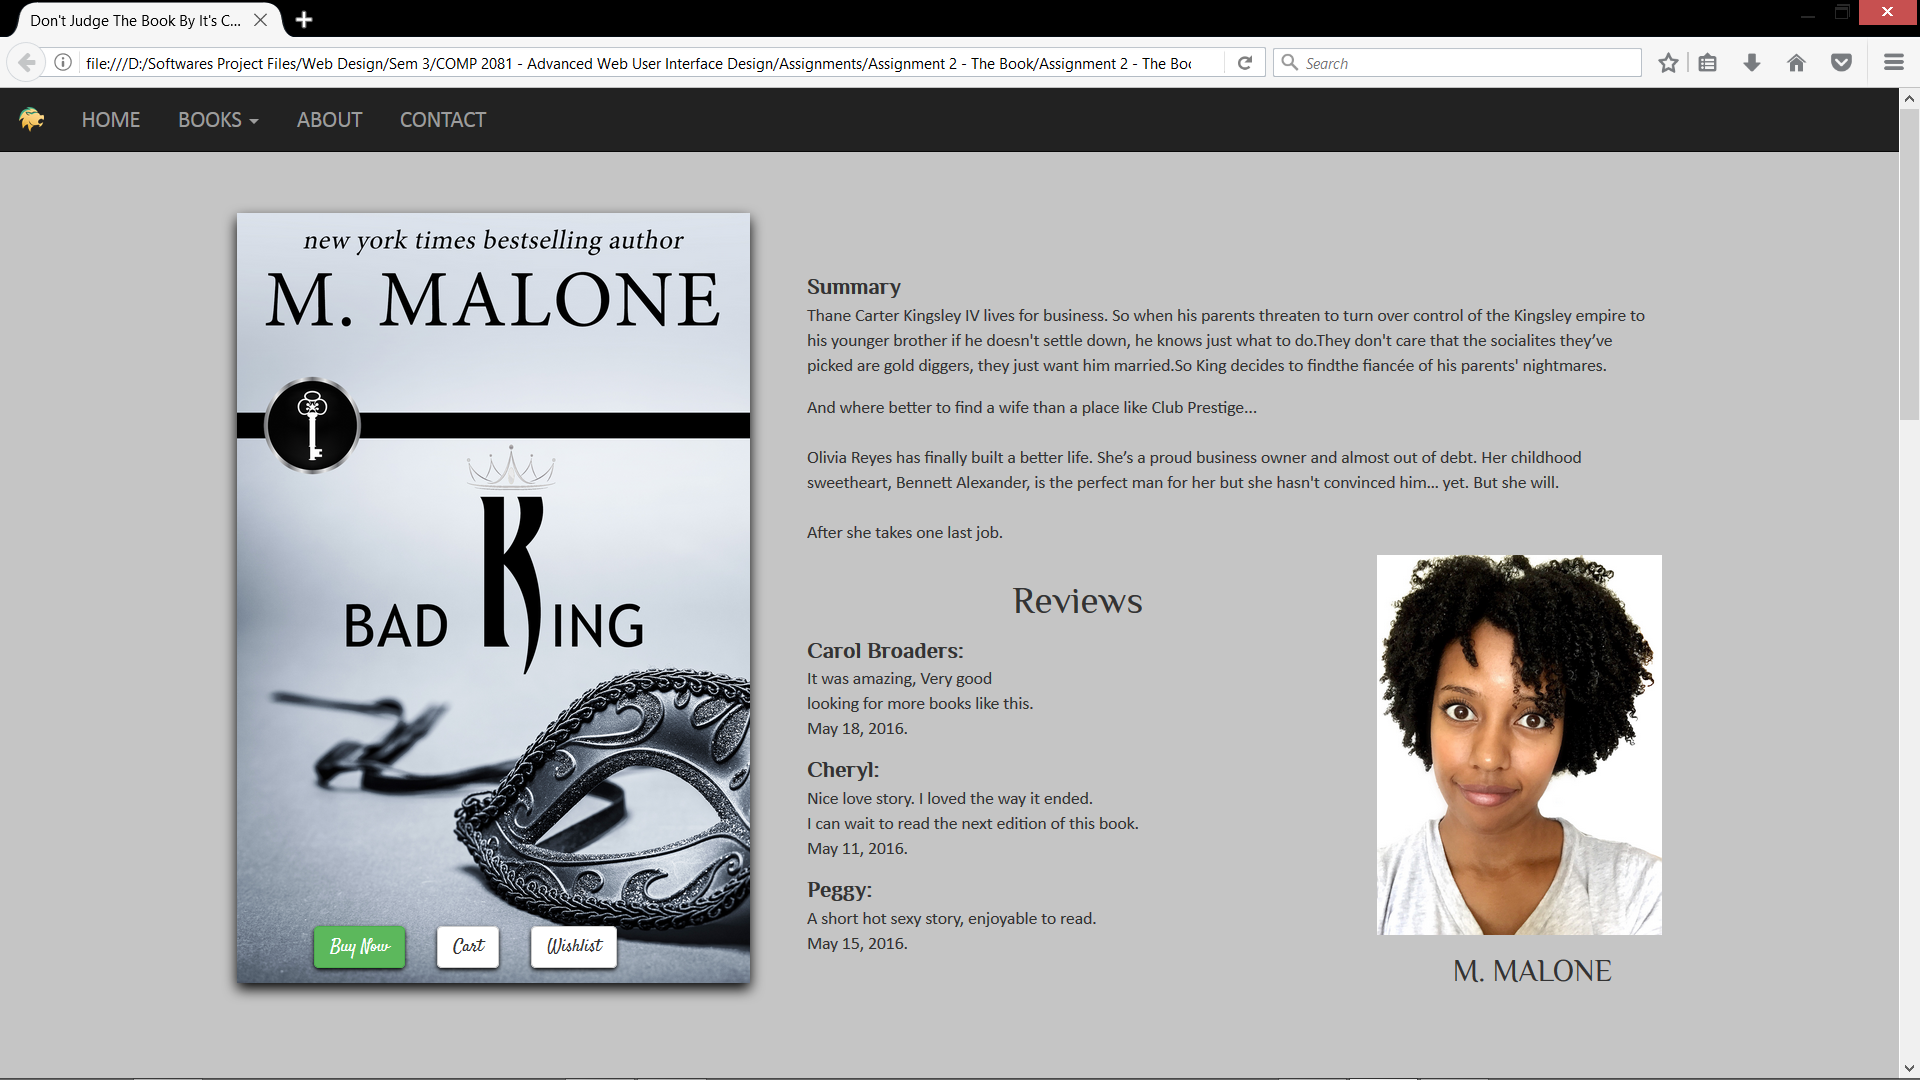 Don't Judge The Book By It's C...
file:///D:/Softwares Project Files/Web Design/Sem 3/COMP 2081 - Advanced Web User Interface Design/Assignments/Assignment 2 - The Book/Assignment 2 - The Boo
Search
HOME BOOKS ABOUT CONTACT
new york times bestselling author
M. MALONE
BAD KING
Buy Now Cart Wishlist
Summary
Thane Carter Kingsley IV lives for business. So when his parents threaten to turn over control of the Kingsley empire to
his younger brother if he doesn't settle down, he knows just what to do.They don't care that the socialites they’ve
picked are gold diggers, they just want him married.So King decides to findthe fiancée of his parents' nightmares.
And where better to find a wife than a place like Club Prestige...
Olivia Reyes has finally built a better life. She’s a proud business owner and almost out of debt. Her childhood
sweetheart, Bennett Alexander, is the perfect man for her but she hasn't convinced him... yet. But she will.
After she takes one last job.
Reviews
Carol Broaders:
It was amazing, Very good
looking for more books like this.
May 18, 2016.
Cheryl:
Nice love story. I loved the way it ended.
I can wait to read the next edition of this book.
May 11, 2016.
Peggy:
A short hot sexy story, enjoyable to read.
May 15, 2016.
M. MALONE